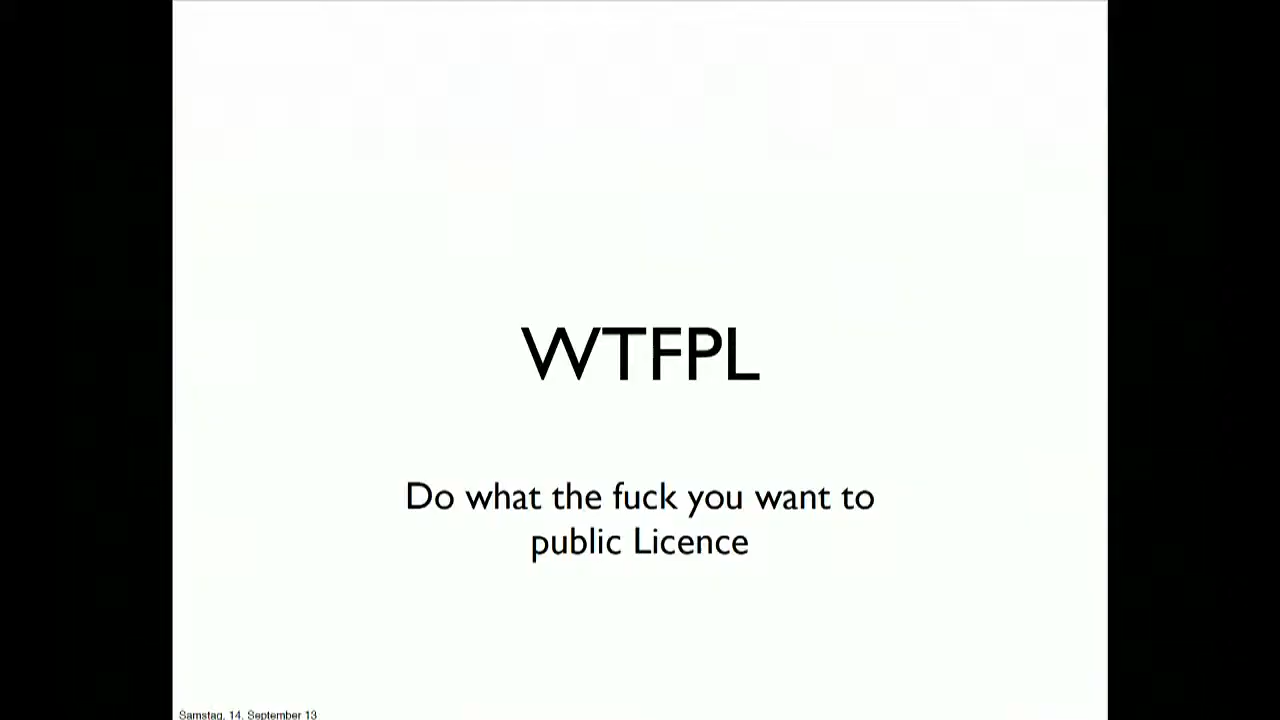 WTFPL
Do what the fuck you want to
public Licence
Samstag, 14. September 13